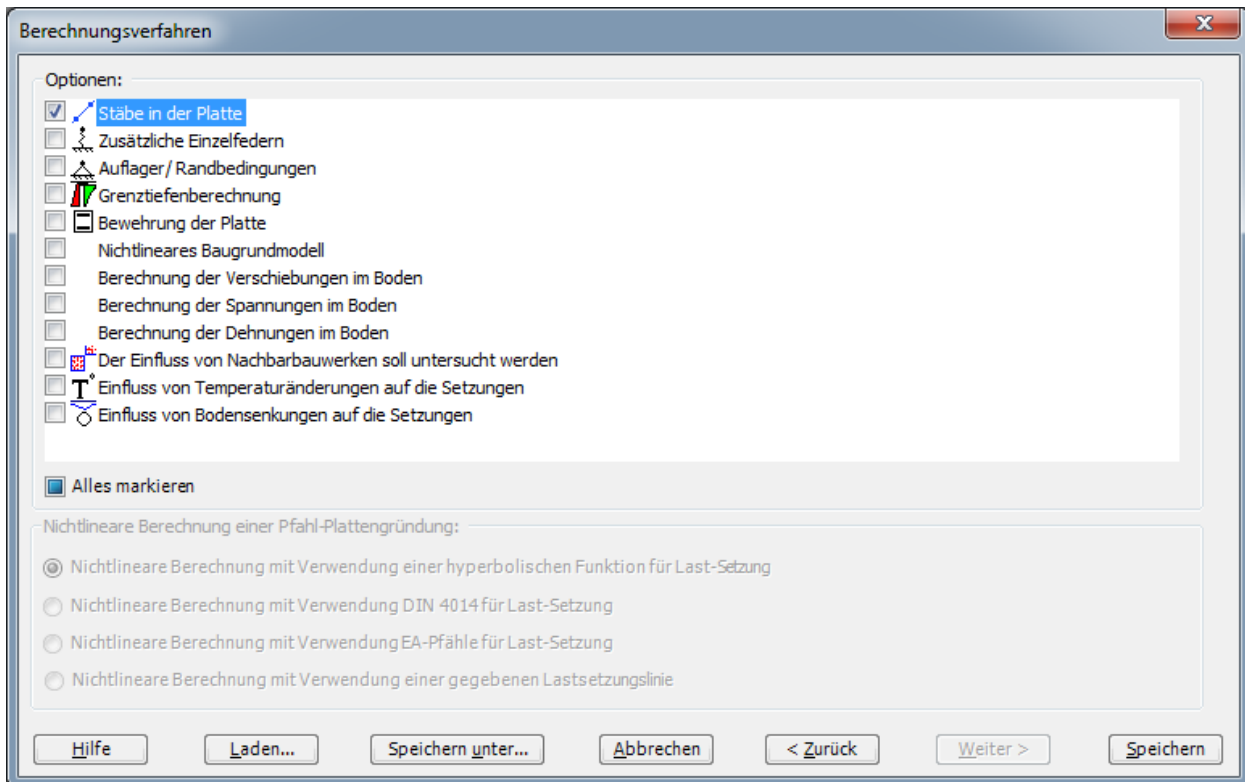 Berechnungsverfahren
Optionen:
Stäbe in der Platte
Zusätzliche Einzelfedern
Auflager/ Randbedingungen
Grenztiefenberechnung
Bewehrung der Platte
Nichtlineares Baugrundmodell
Berechnung der Verschiebungen im Boden
Berechnung der Spannungen im Boden
Berechnung der Dehnungen im Boden
Der Einfluss von Nachbarbauwerken soll untersucht werden
T° Einfluss von Temperaturänderungen auf die Setzungen
Einfluss von Bodensenkungen auf die Setzungen
Alles markieren
Nichtlineare Berechnung einer Pfahl-Plattengründung:
Nichtlineare Berechnung mit Verwendung einer hyperbolischen Funktion für Last-Setzung
Nichtlineare Berechnung mit Verwendung DIN 4014 für Last-Setzung
Nichtlineare Berechnung mit Verwendung EA-Pfähle für Last-Setzung
Nichtlineare Berechnung mit Verwendung einer gegebenen Lastsetzungslinie
Hilfe Laden... Speichern unter... Abbrechen < Zurück Weiter > Speichern